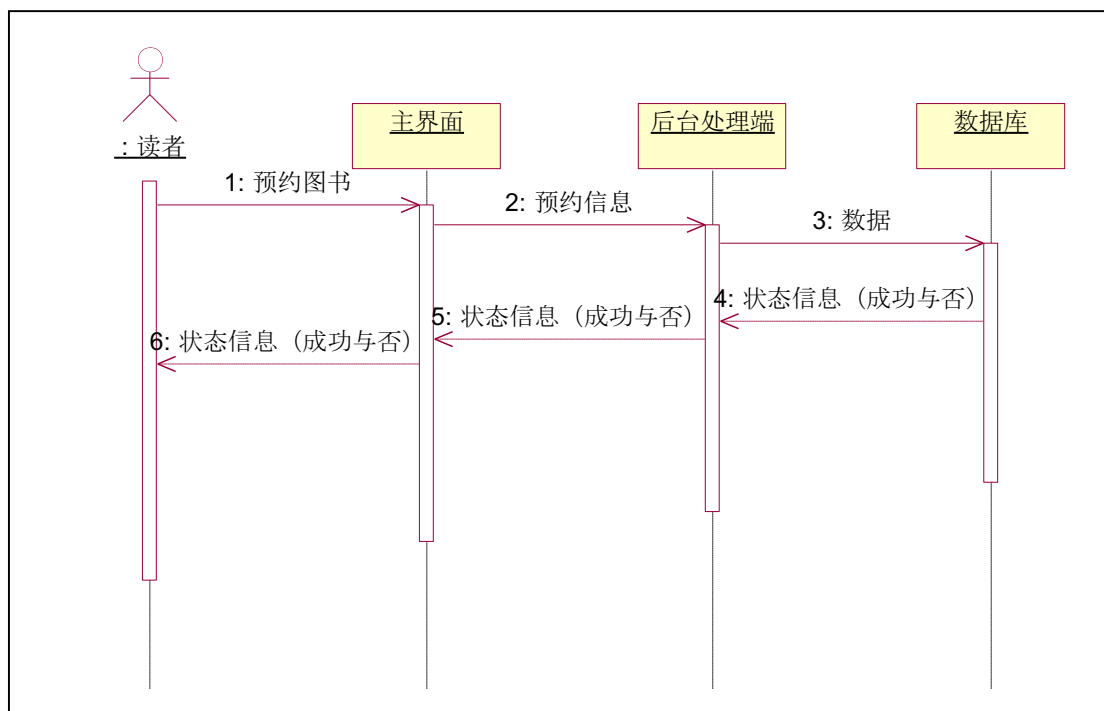 : 读者
主界面
后台处理端
数据库
1: 预约图书
2: 预约信息
3: 数据
4: 状态信息（成功与否）
5: 状态信息（成功与否）
6: 状态信息（成功与否）